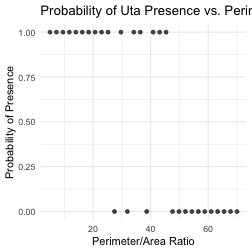 Probability of Uta Presence vs. Perin
1.00
0.75
0.50
0.25
0.00
20
40
60
Perimeter/Area Ratio
Probability of Presence